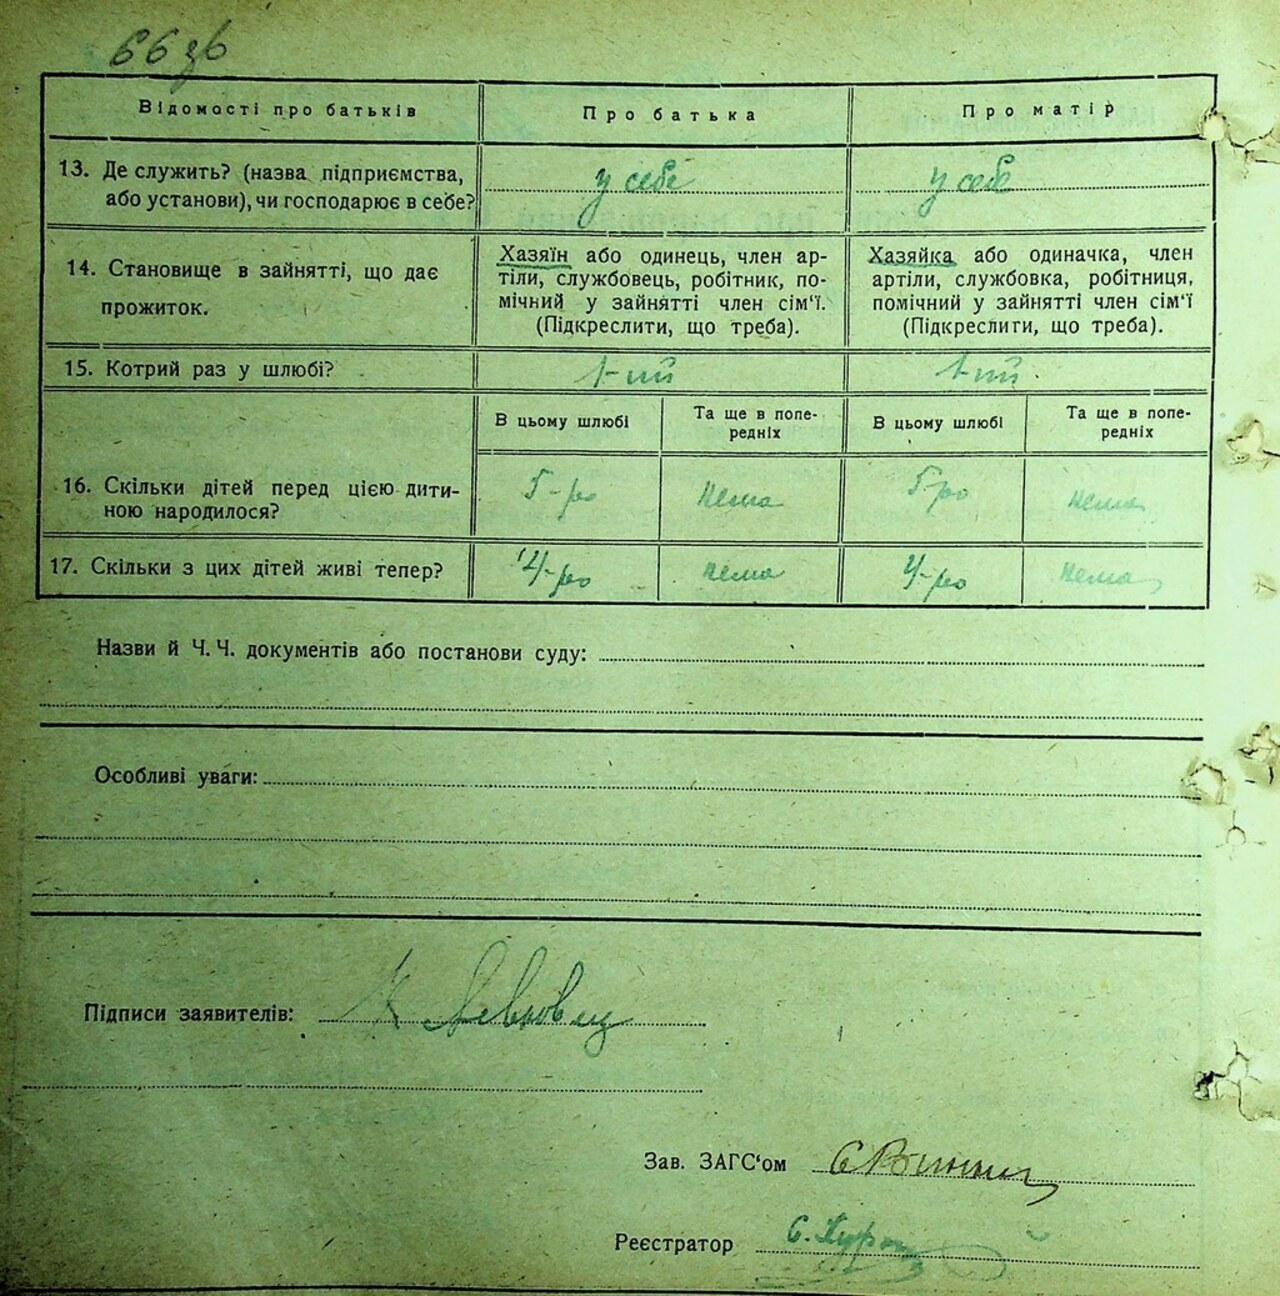 66 зв
Відомості про батьків
Про батька
Про матір
13. Де служить? (назва підприємства,
або установи), чи господарює в себе?
у себе
у себе
14. Становище в зайнятті, що дає
прожиток.
Хазяїн або одинець, член ар-
тіли, службовець, робітник, по-
мічний у зайнятті член сім'ї.
(Підкреслити, що треба).
Хазяйка або одиначка, член
артіли, службовка, робітниця,
помічний у зайнятті член сім'ї
(Підкреслити, що треба).
15. Котрий раз у шлюбі?
1-ий
1-ий
В цьому шлюбі
Та ще в попе-
редніх
В цьому шлюбі
Та ще в попе-
редніх
16. Скільки дітей перед цією дити-
ною народилося?
5-ро
нема
5-ро
нема
17. Скільки з цих дітей живі тепер?
4-ро
нема
4-ро
нема
Назви й Ч. Ч. документів або постанови суду:
Особливі уваги:
Підписи заявителів:
Зав. ЗАГС'ом
Реєстратор